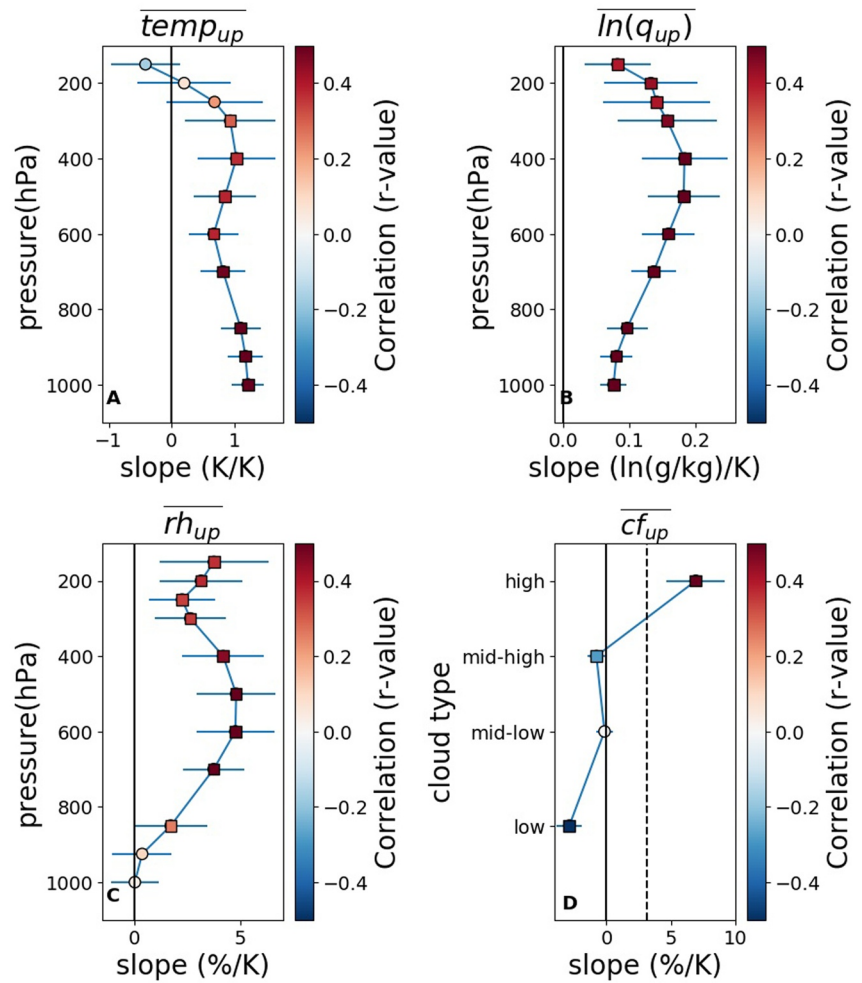 temp_up
ln(q_up)
200
400
600
800
1000
pressure(hPa)
A
−1
0
1
slope (K/K)
0.4
0.2
0.0
−0.2
−0.4
Correlation (r-value)
200
400
600
800
1000
pressure(hPa)
B
0.0
0.1
0.2
slope (ln(g/kg)/K)
0.4
0.2
0.0
−0.2
−0.4
Correlation (r-value)
rh_up
cf_up
200
400
600
800
1000
pressure(hPa)
C
0
5
slope (%/K)
0.4
0.2
0.0
−0.2
−0.4
Correlation (r-value)
high
mid-high
mid-low
low
cloud type
D
0
5
10
slope (%/K)
0.4
0.2
0.0
−0.2
−0.4
Correlation (r-value)